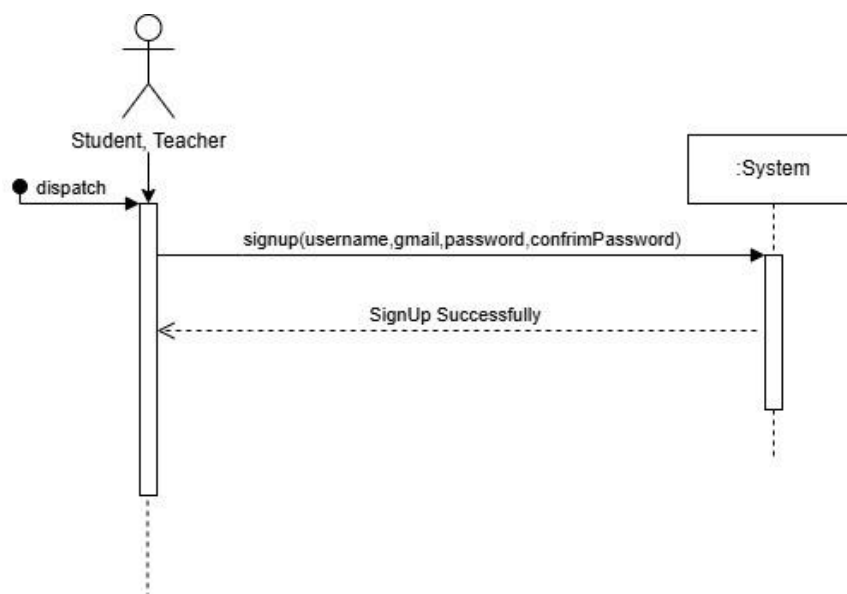 Student, Teacher
:System
dispatch
signup(username,gmail,password,confrimPassword)
SignUp Successfully